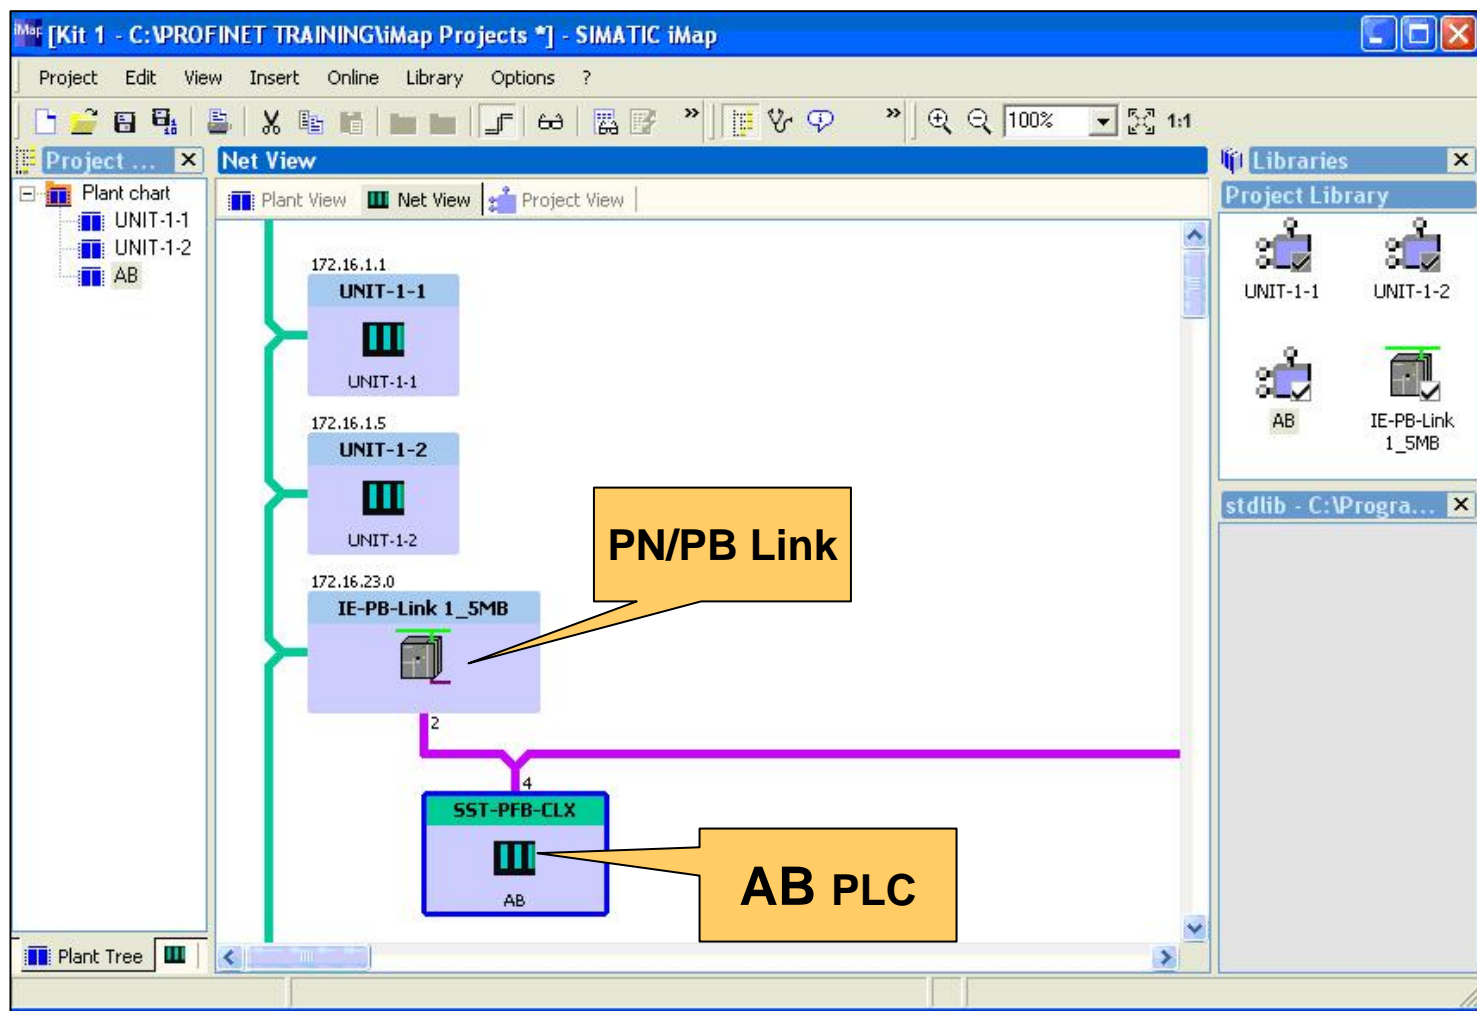 iMap [Kit 1 - C:\PROFINET TRAINING\iMap Projects *] - SIMATIC iMap
Project Edit View Insert Online Library Options ?
100% 1:1
Project ...
Plant chart
UNIT-1-1
UNIT-1-2
AB
Plant Tree
Net View
Plant View Net View Project View
172.16.1.1
UNIT-1-1
UNIT-1-1
172.16.1.5
UNIT-1-2
UNIT-1-2
PN/PB Link
172.16.23.0
IE-PB-Link 1_5MB
2
4
SST-PFB-CLX
AB
AB PLC
Libraries
Project Library
UNIT-1-1 UNIT-1-2
AB IE-PB-Link
1_5MB
stdlib - C:\Progra...